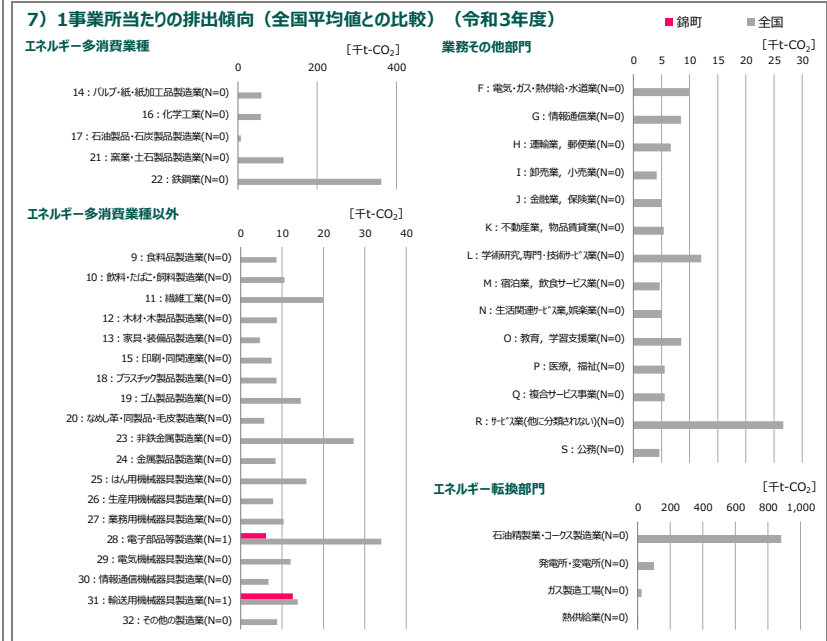 7）1事業所当たりの排出傾向（全国平均値との比較）（令和3年度）
■錦町 ■全国
エネルギー多消費業種
[千t-CO₂]
0 200 400
14：パルプ・紙・紙加工品製造業(N=0)
16：化学工業(N=0)
17：石油製品・石炭製品製造業(N=0)
21：窯業・土石製品製造業(N=0)
22：鉄鋼業(N=0)
エネルギー多消費業種以外
[千t-CO₂]
0 10 20 30 40
9：食料品製造業(N=0)
10：飲料・たばこ・飼料製造業(N=0)
11：繊維工業(N=0)
12：木材・木製品製造業(N=0)
13：家具・装備品製造業(N=0)
15：印刷・同関連業(N=0)
18：プラスチック製品製造業(N=0)
19：ゴム製品製造業(N=0)
20：なめし革・同製品・毛皮製造業(N=0)
23：非鉄金属製造業(N=0)
24：金属製品製造業(N=0)
25：はん用機械器具製造業(N=0)
26：生産用機械器具製造業(N=0)
27：業務用機械器具製造業(N=0)
28：電子部品等製造業(N=1)
29：電気機械器具製造業(N=0)
30：情報通信機械器具製造業(N=0)
31：輸送用機械器具製造業(N=1)
32：その他の製造業(N=0)
業務その他部門
[千t-CO₂]
0 5 10 15 20 25 30
F：電気・ガス・熱供給・水道業(N=0)
G：情報通信業(N=0)
H：運輸業，郵便業(N=0)
I：卸売業，小売業(N=0)
J：金融業，保険業(N=0)
K：不動産業，物品賃貸業(N=0)
L：学術研究,専門・技術ｻｰﾋﾞｽ業(N=0)
M：宿泊業，飲食サービス業(N=0)
N：生活関連ｻｰﾋﾞｽ業,娯楽業(N=0)
O：教育，学習支援業(N=0)
P：医療，福祉(N=0)
Q：複合サービス事業(N=0)
R：ｻｰﾋﾞｽ業(他に分類されない)(N=0)
S：公務(N=0)
エネルギー転換部門
[千t-CO₂]
0 200 400 600 800 1,000
石油精製業・コークス製造業(N=0)
発電所・変電所(N=0)
ガス製造工場(N=0)
熱供給業(N=0)